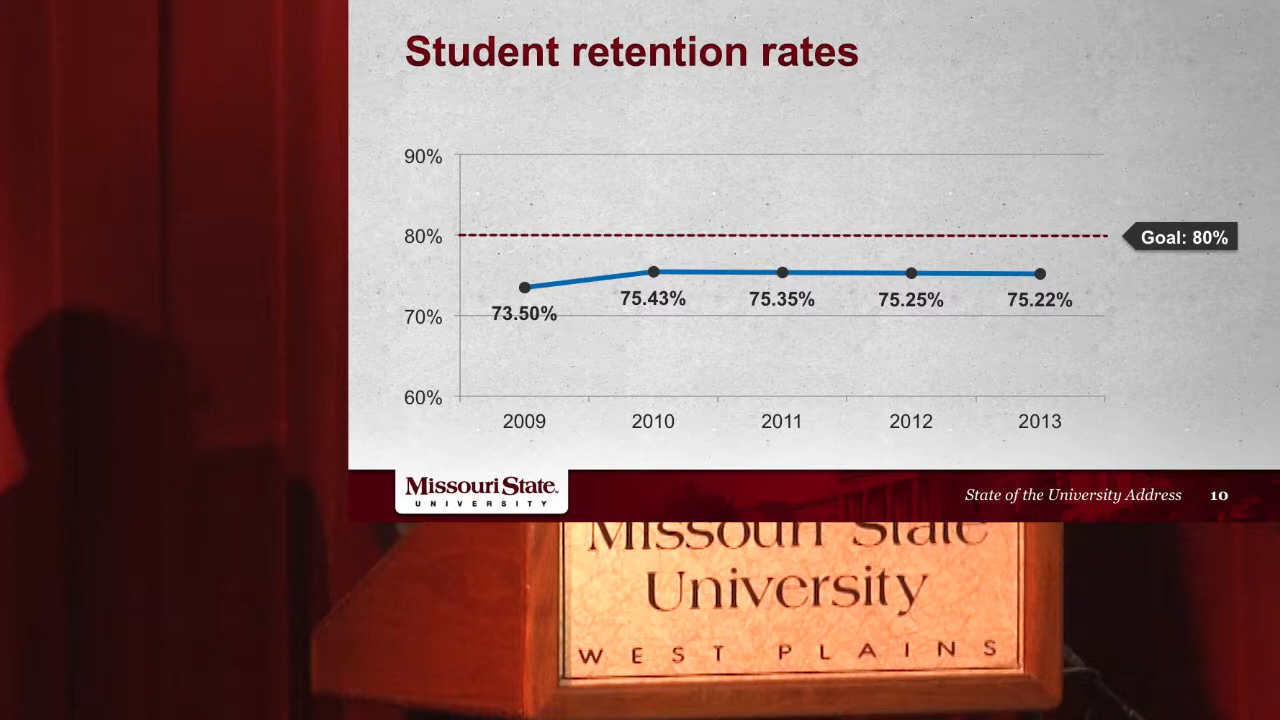 Student retention rates
90%
80%
Goal: 80%
73.50%
75.43%
75.35%
75.25%
75.22%
70%
60%
2009
2010
2011
2012
2013
Missouri State
UNIVERSITY
State of the University Address 10
Missouri State
University
WEST PLAINS